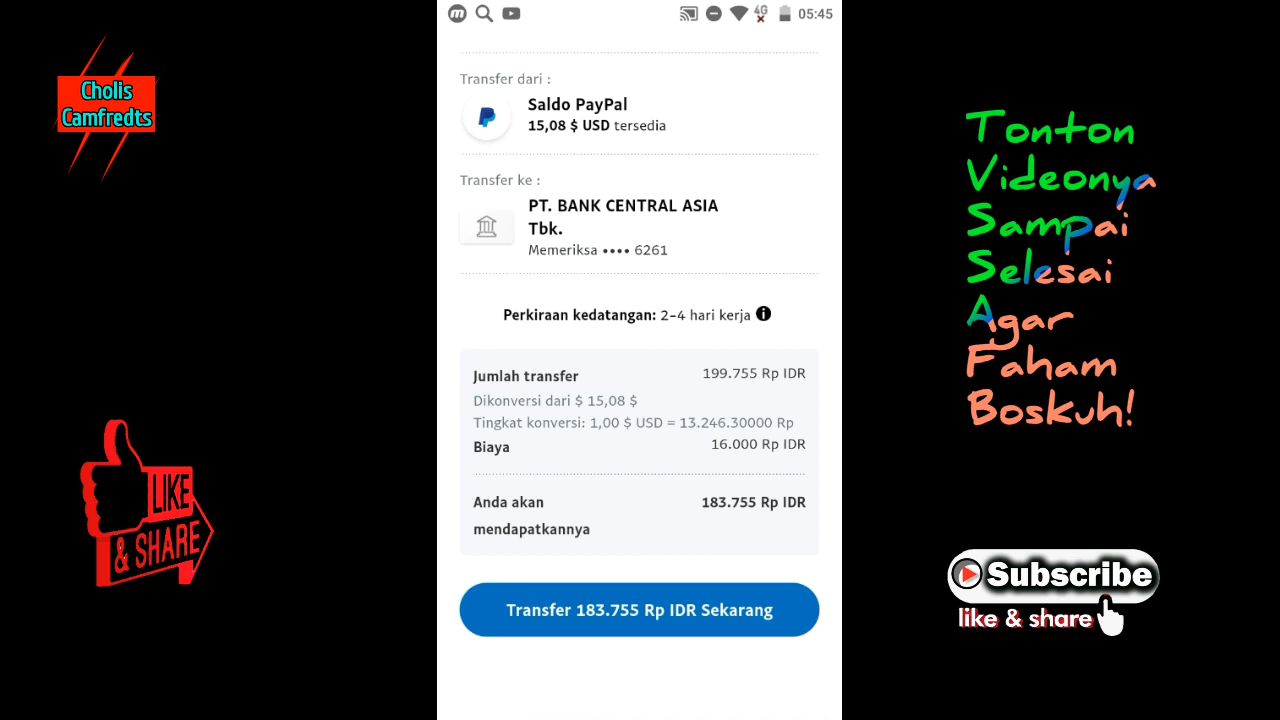 Cholis
Camfredts
LIKE
& SHARE
05:45
4G
Transfer dari :
Saldo PayPal
15,08 $ USD tersedia
Transfer ke :
PT. BANK CENTRAL ASIA
Tbk.
Memeriksa •••• 6261
Perkiraan kedatangan: 2–4 hari kerja
Jumlah transfer 199.755 Rp IDR
Dikonversi dari $ 15,08 $
Tingkat konversi: 1,00 $ USD = 13.246.30000 Rp
Biaya 16.000 Rp IDR
Anda akan 183.755 Rp IDR
mendapatkannya
Transfer 183.755 Rp IDR Sekarang
Tonton
Videonya
Sampai
Selesai
Agar
Faham
Boskuh!
Subscribe
like & share